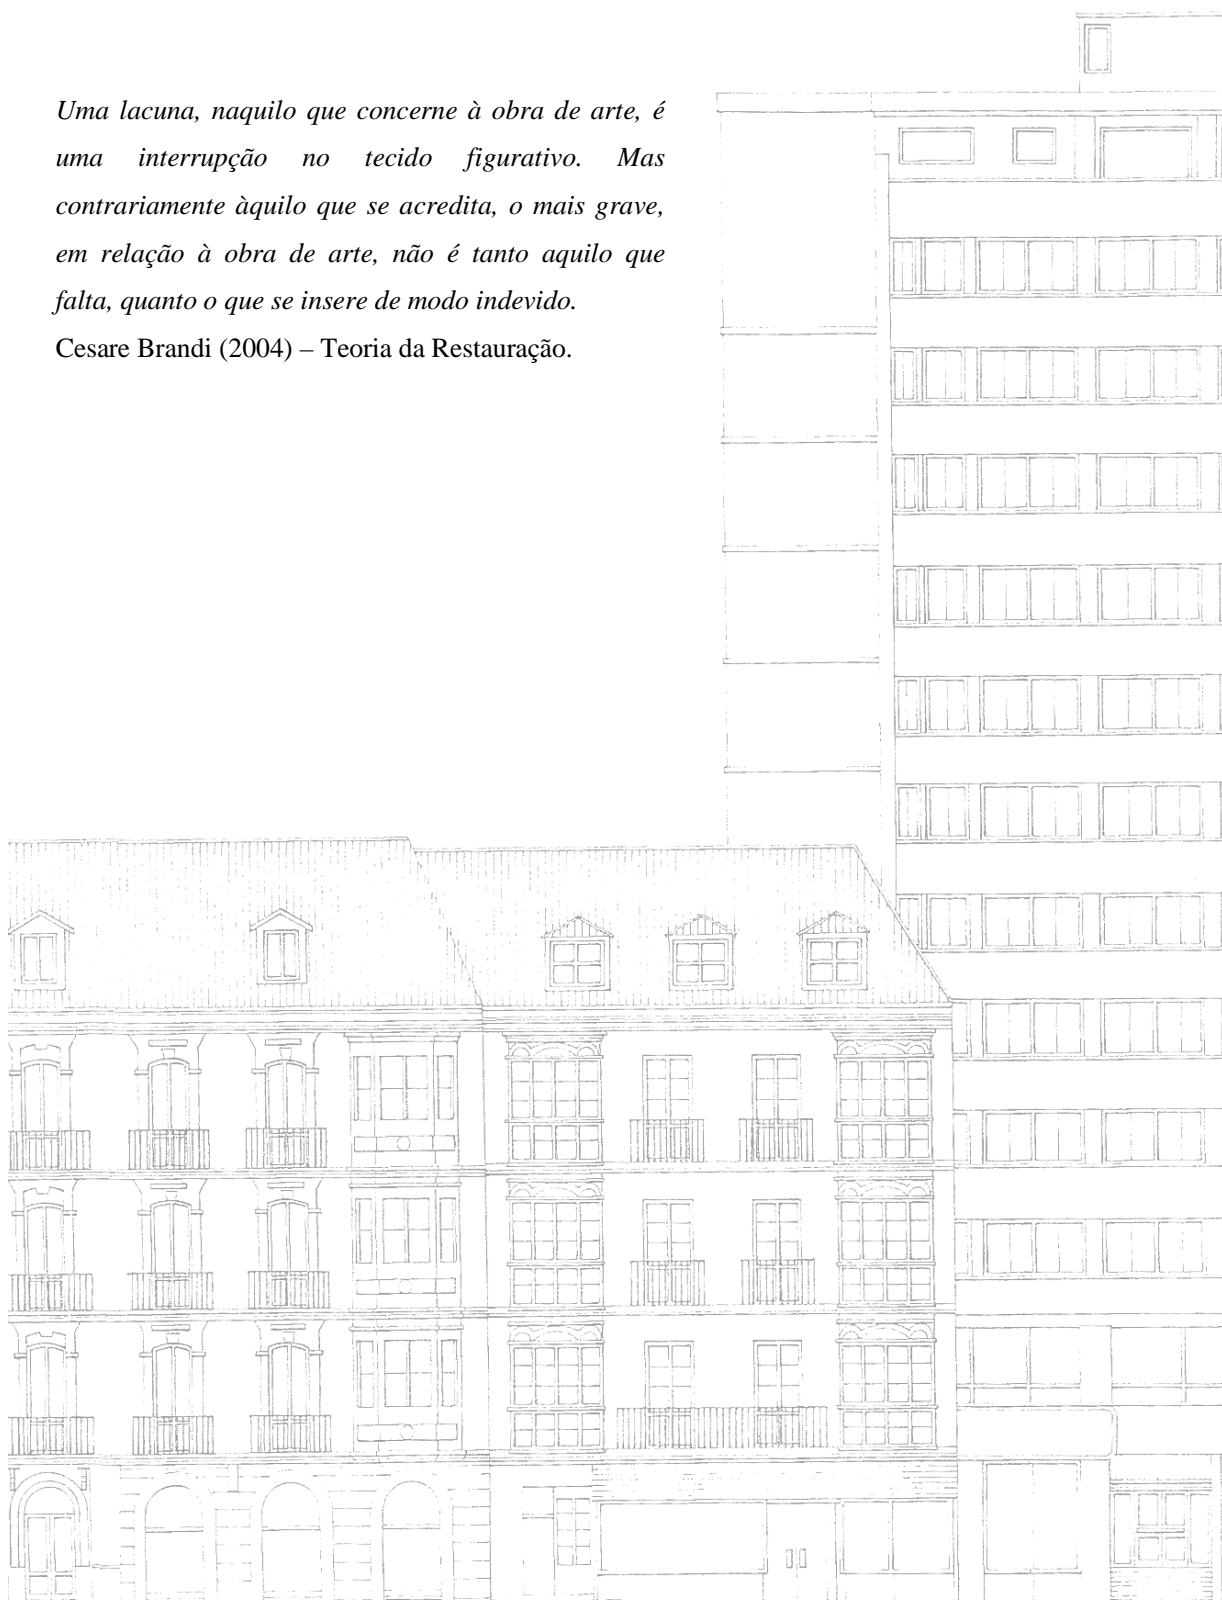 Uma lacuna, naquilo que concerne à obra de arte, é
uma interrupção no tecido figurativo. Mas
contrariamente àquilo que se acredita, o mais grave,
em relação à obra de arte, não é tanto aquilo que
falta, quanto o que se insere de modo indevido.
Cesare Brandi (2004) – Teoria da Restauração.